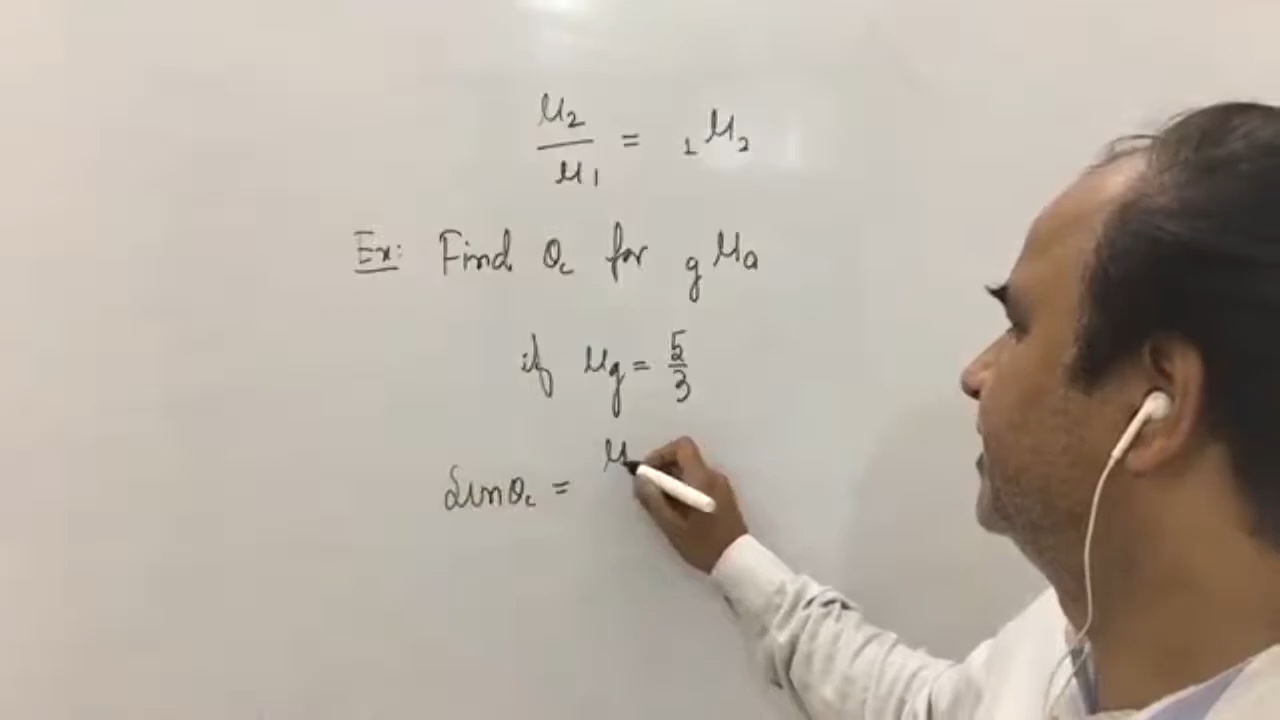 μ₂/μ₁ = ₁μ₂
Ex: Find θc for gμa
if μg = 5/3
Sinθc = μ